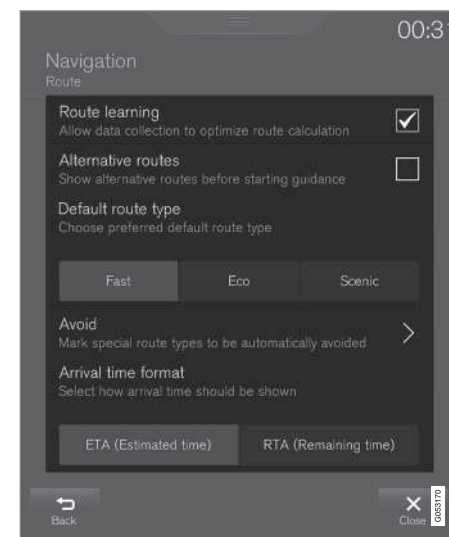 00:31
Navigation
Route
Route learning
Allow data collection to optimize route calculation
Alternative routes
Show alternative routes before starting guidance
Default route type
Choose preferred default route type
Fast Eco Scenic
Avoid
Mark special route types to be automatically avoided
Arrival time format
Select how arrival time should be shown
ETA (Estimated time) RTA (Remaining time)
Back Close
G053170